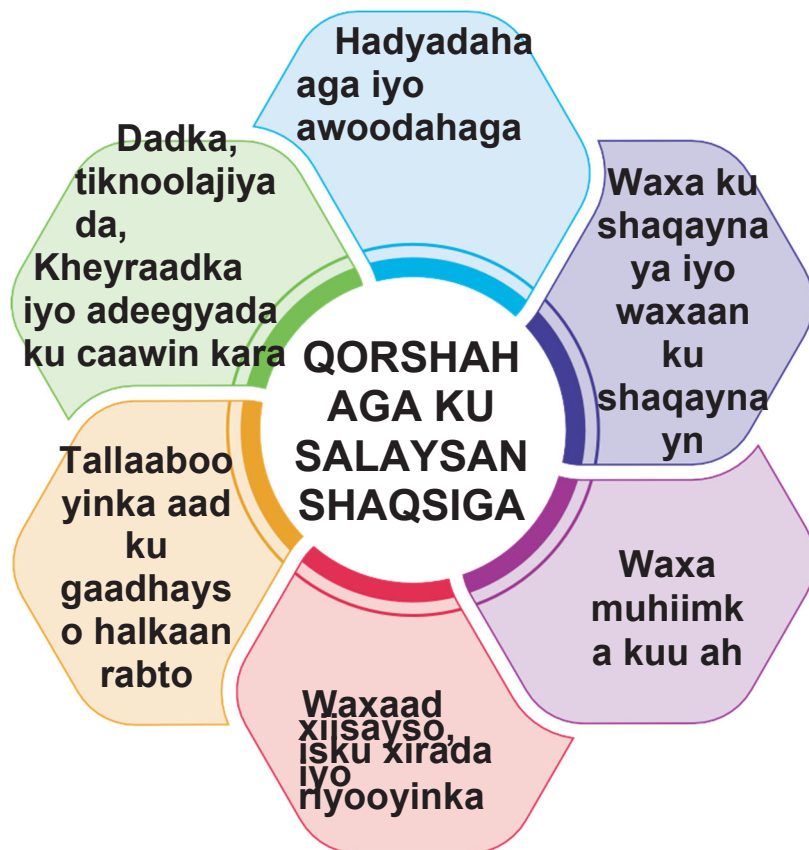 Hadyadaha
aga iyo
awoodahaga
Waxa ku
shaqayna
ya iyo
waxaan
ku
shaqayna
yn
Waxa
muhiimk
a kuu ah
Waxaad
xiisayso,
isku xirada
iyo
riyooyinka
Tallaaboo
yinka aad
ku
gaadhays
o halkaan
rabto
Dadka,
tiknoolajiya
da,
Kheyraadka
iyo adeegyada
ku caawin kara
QORSHAH
AGA KU
SALAYSAN
SHAQSIGA